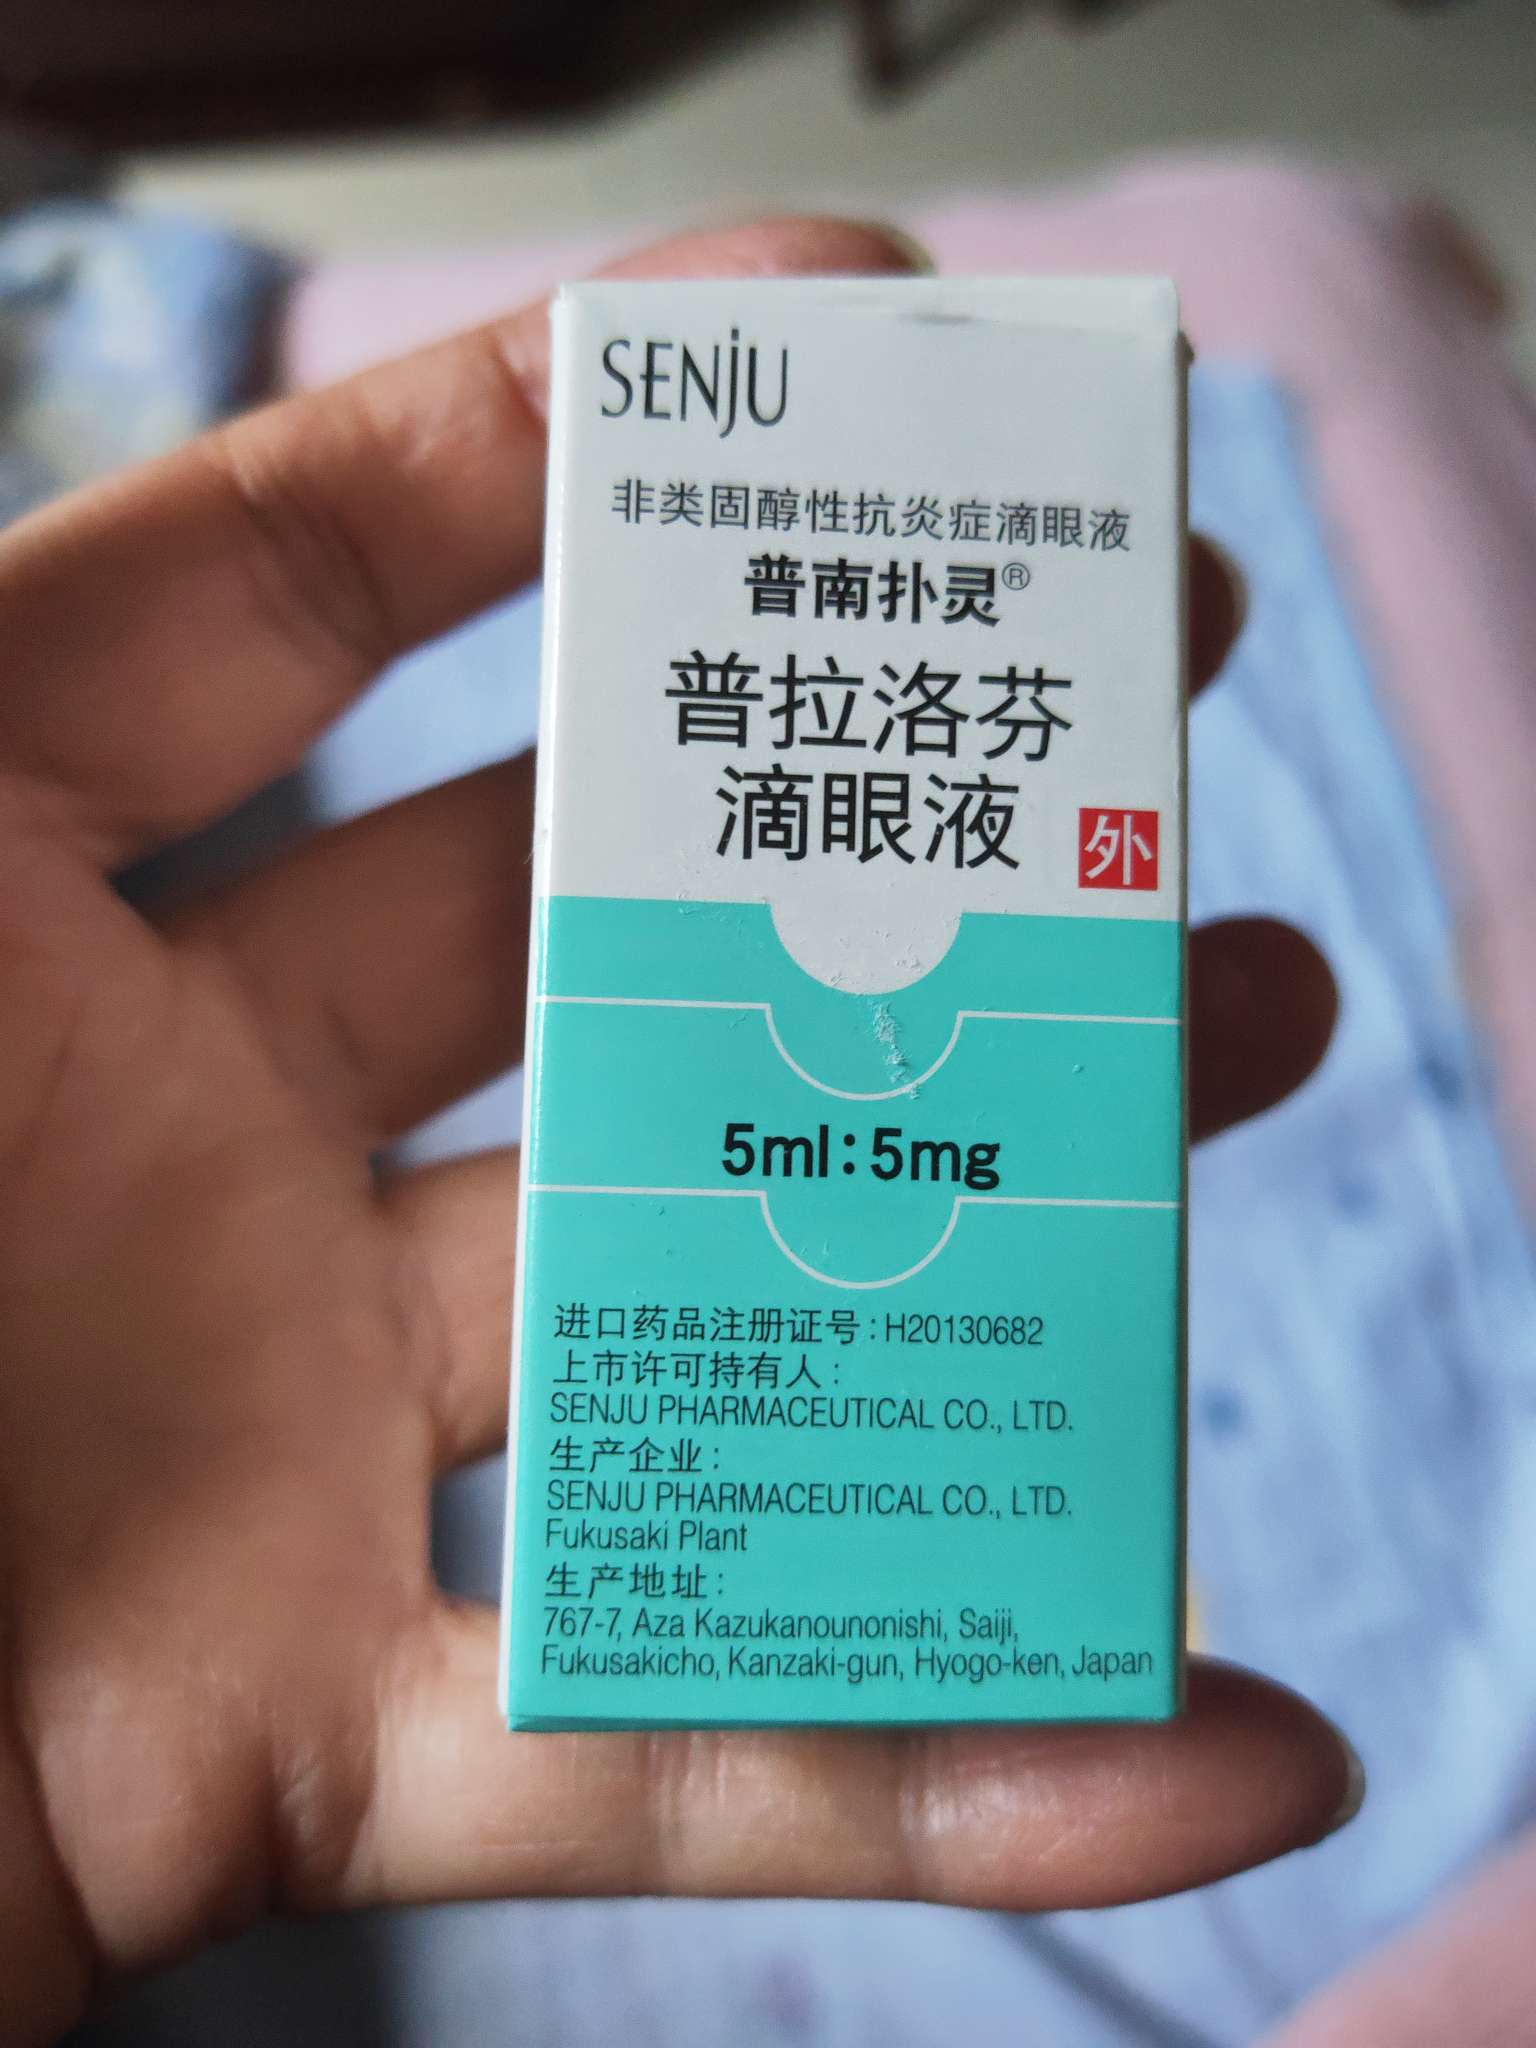 SENJU
非类固醇性抗炎症滴眼液
普南扑灵®
普拉洛芬
滴眼液
外
5ml:5mg
进口药品注册证号:H20130682
上市许可持有人:
SENJU PHARMACEUTICAL CO., LTD.
生产企业:
SENJU PHARMACEUTICAL CO., LTD.
Fukusaki Plant
生产地址:
767-7, Aza Kazukanounonishi, Saiji,
Fukusakicho, Kanzaki-gun, Hyogo-ken, Japan